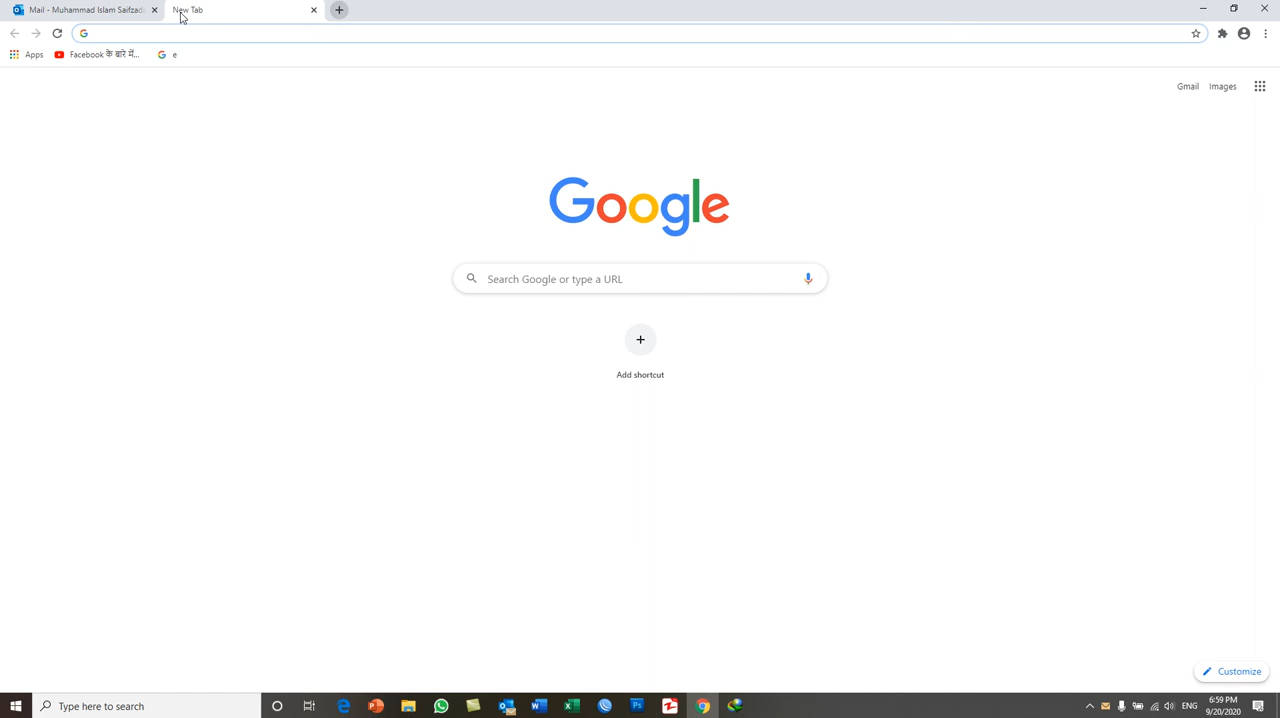 Mail - Muhammad Islam Saifzada
New Tab
Apps
Facebook के बारे में...
e
Gmail
Images
Google
Search Google or type a URL
Add shortcut
Customize
Type here to search
ENG
6:59 PM
9/20/2020